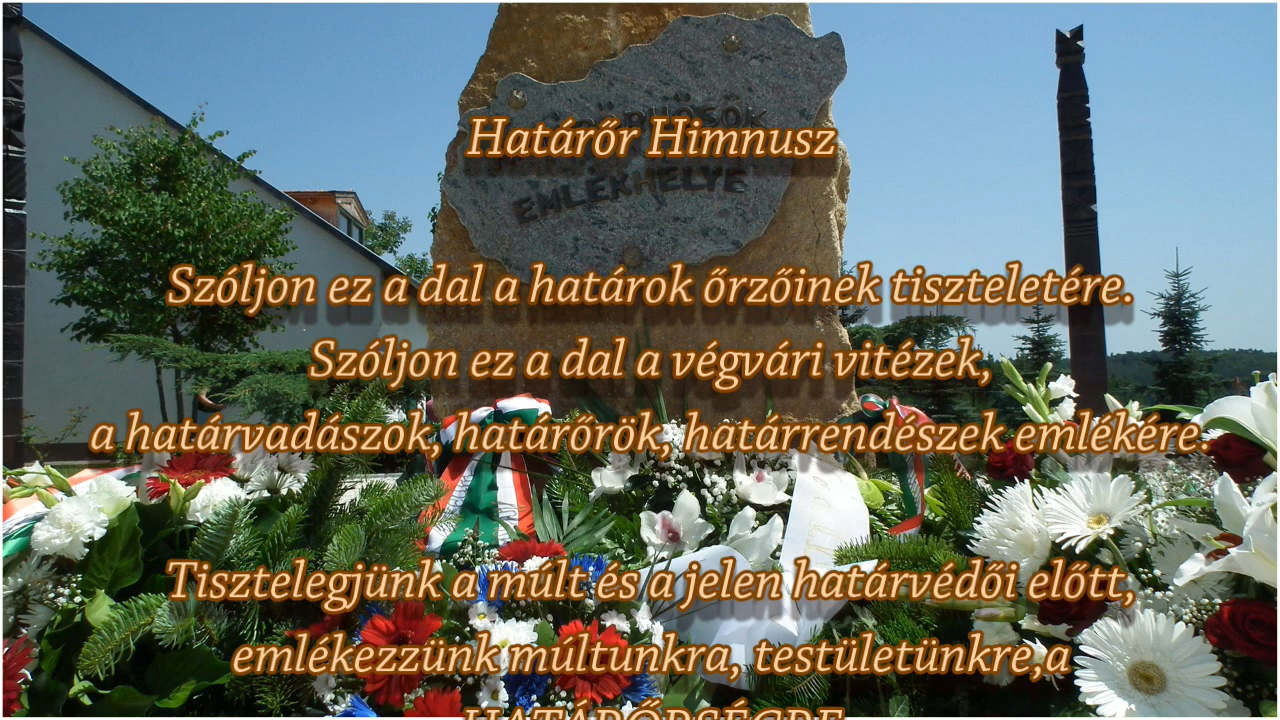 Határőr Himnusz
EMLÉKHELYE
Szóljon ez a dal a határok őrzőinek tiszteletére.
Szóljon ez a dal a végvári vitézek,
a határvadászok, határőrök, határrendészek emlékére.
Tisztelegjünk a múlt és a jelen határvédői előtt,
emlékezzünk múltunkra, testületünkre,a
HATÁRŐRSÉGRE